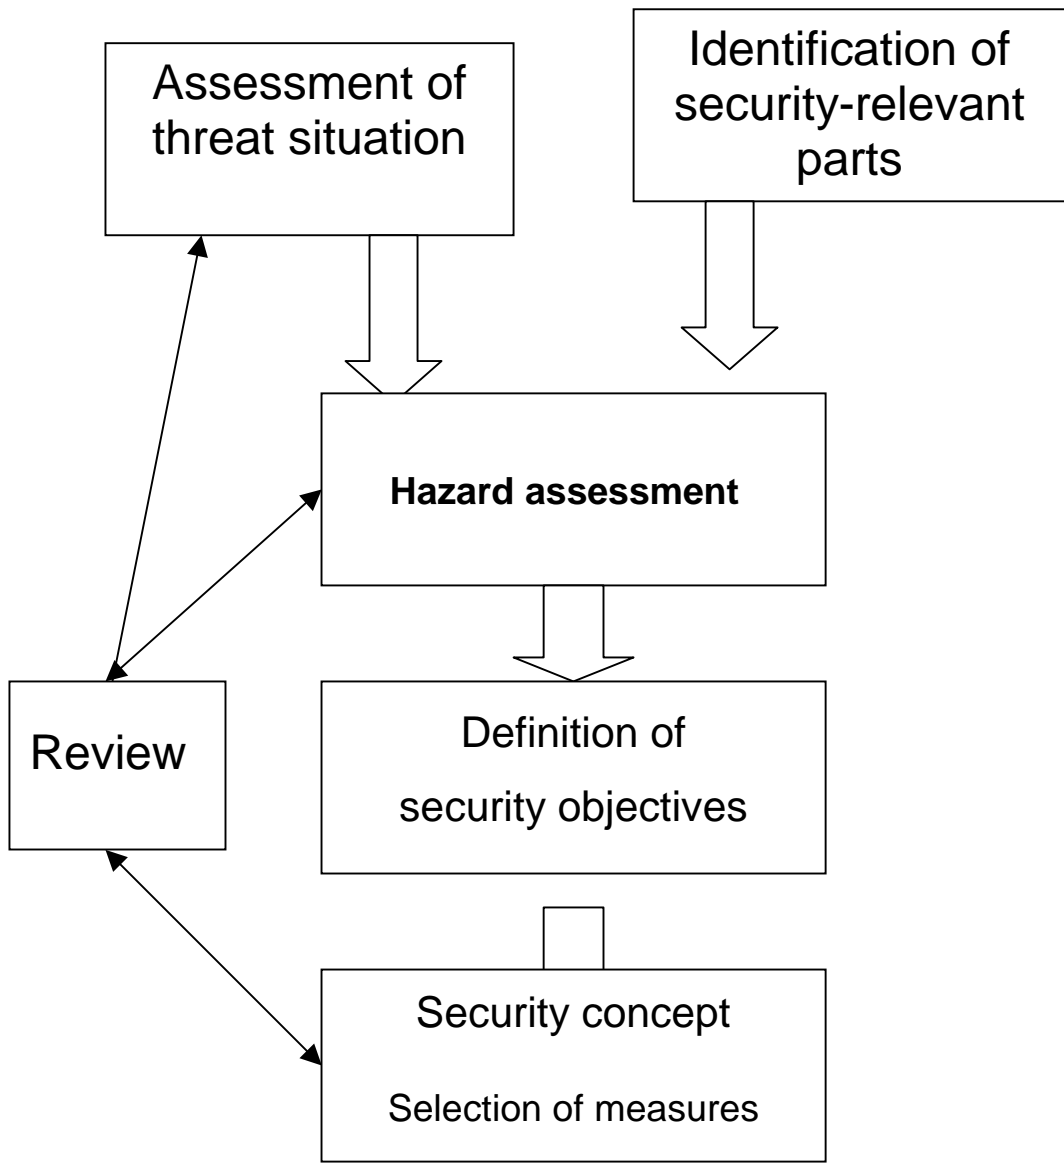 Assessment of
threat situation
Identification of
security-relevant
parts
Hazard assessment
Review
Definition of
security objectives
Security concept
Selection of measures